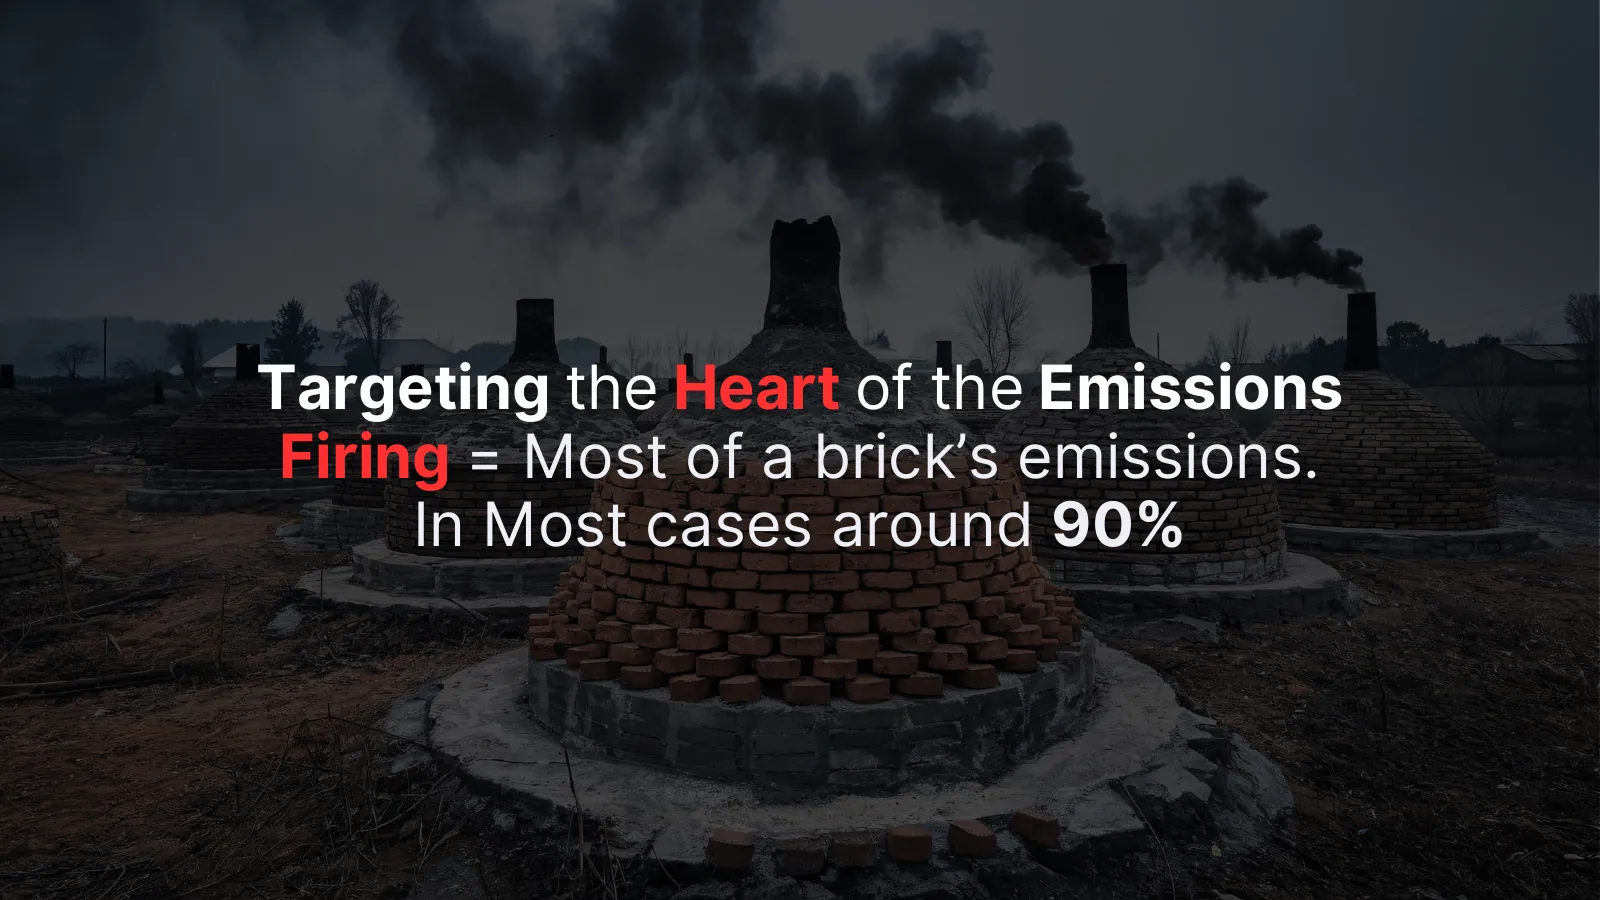 Targeting the Heart of the Emissions
Firing = Most of a brick’s emissions.
In Most cases around 90%